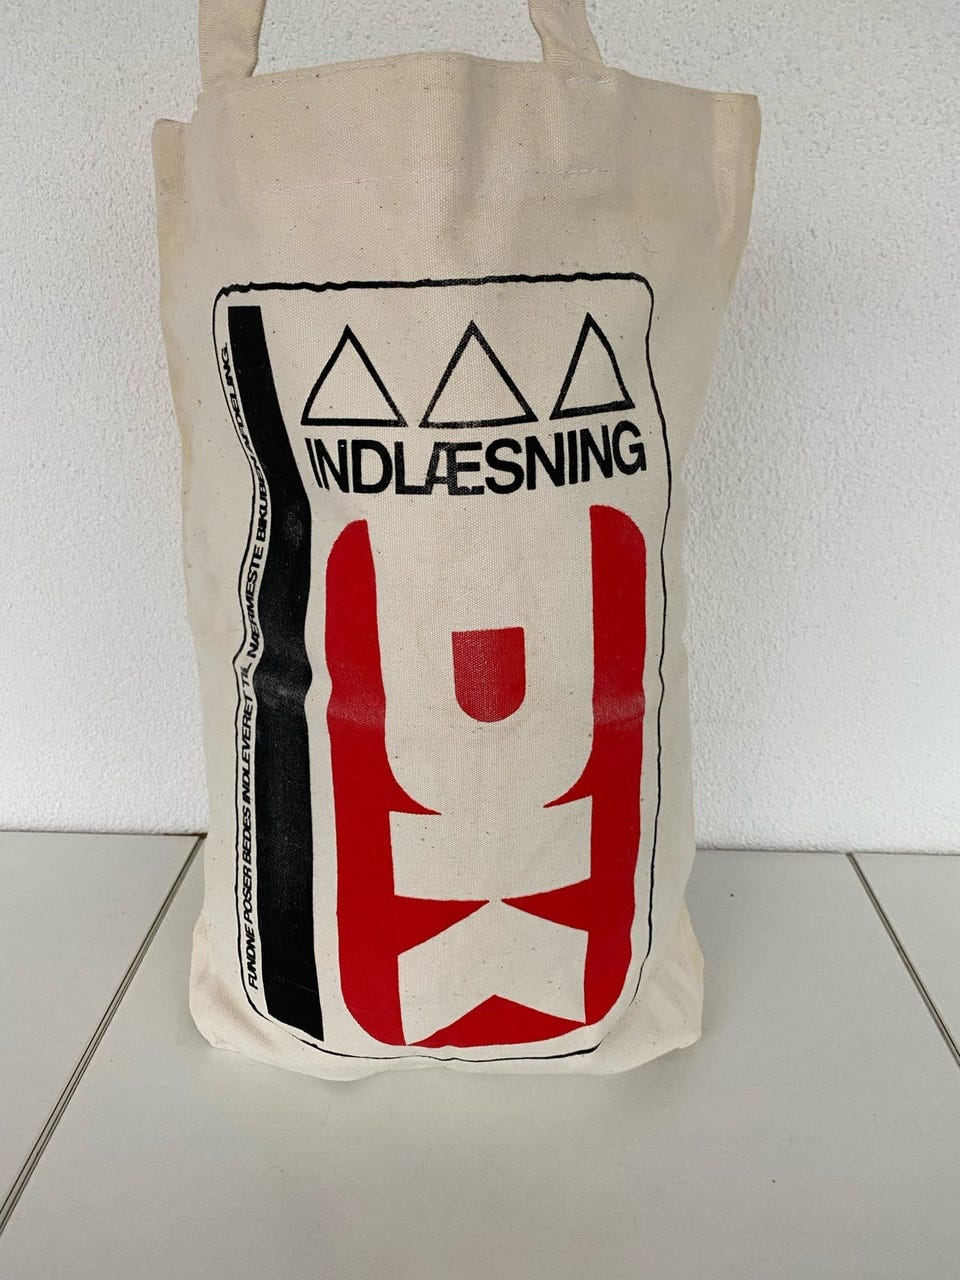 INDLÆSNING
FUNDNE POSER BEDES INDLEVERET TIL NÆRMESTE BIKUBEN AFDELING.